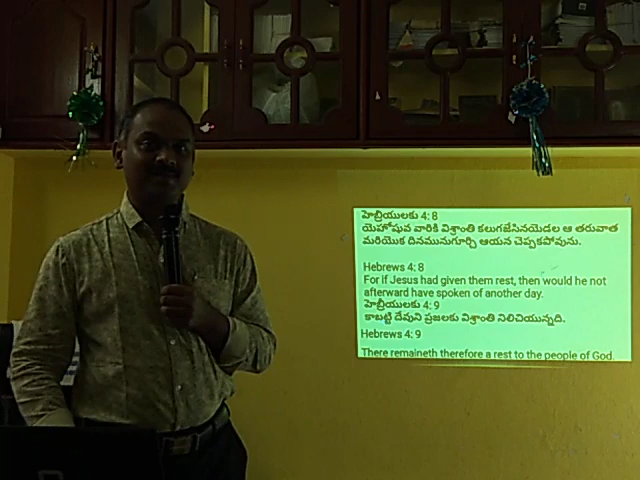 హెబ్రియులకు 4: 8
యెహోషువ వారికి విశ్రాంతి కలుగజేసినయెడల ఆ తరువాత
మరియొక దినమునుగూర్చి ఆయన చెప్పకపోవును.
Hebrews 4: 8
For if Jesus had given them rest, then would he not
afterward have spoken of another day.
హెబ్రీయులకు 4: 9
కాబట్టి దేవుని ప్రజలకు విశ్రాంతి నిలిచియున్నది.
Hebrews 4: 9
There remaineth therefore a rest to the people of God.